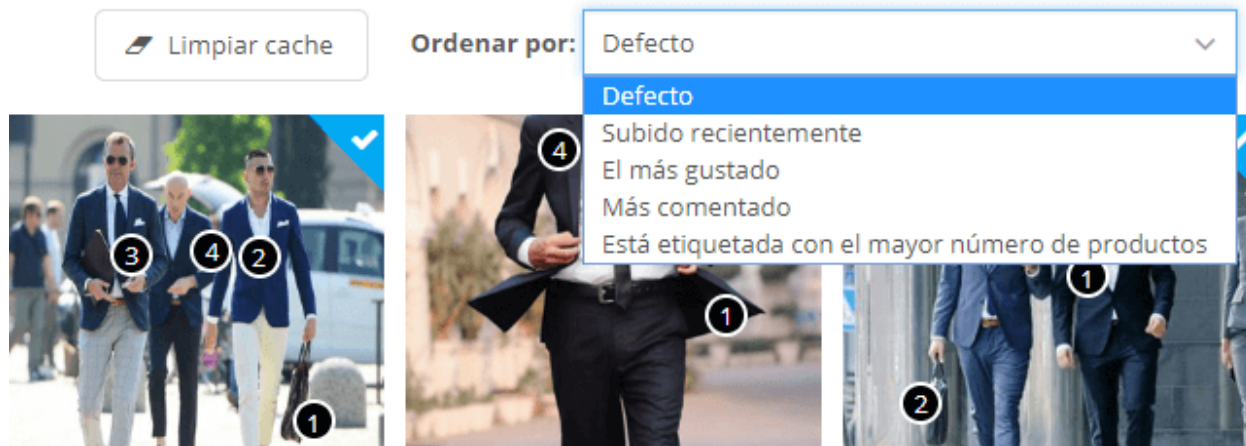 Limpiar cache
Ordenar por: Defecto
Defecto
Subido recientemente
El más gustado
Más comentado
Está etiquetada con el mayor número de productos
4
3
4
2
1
1
1
2